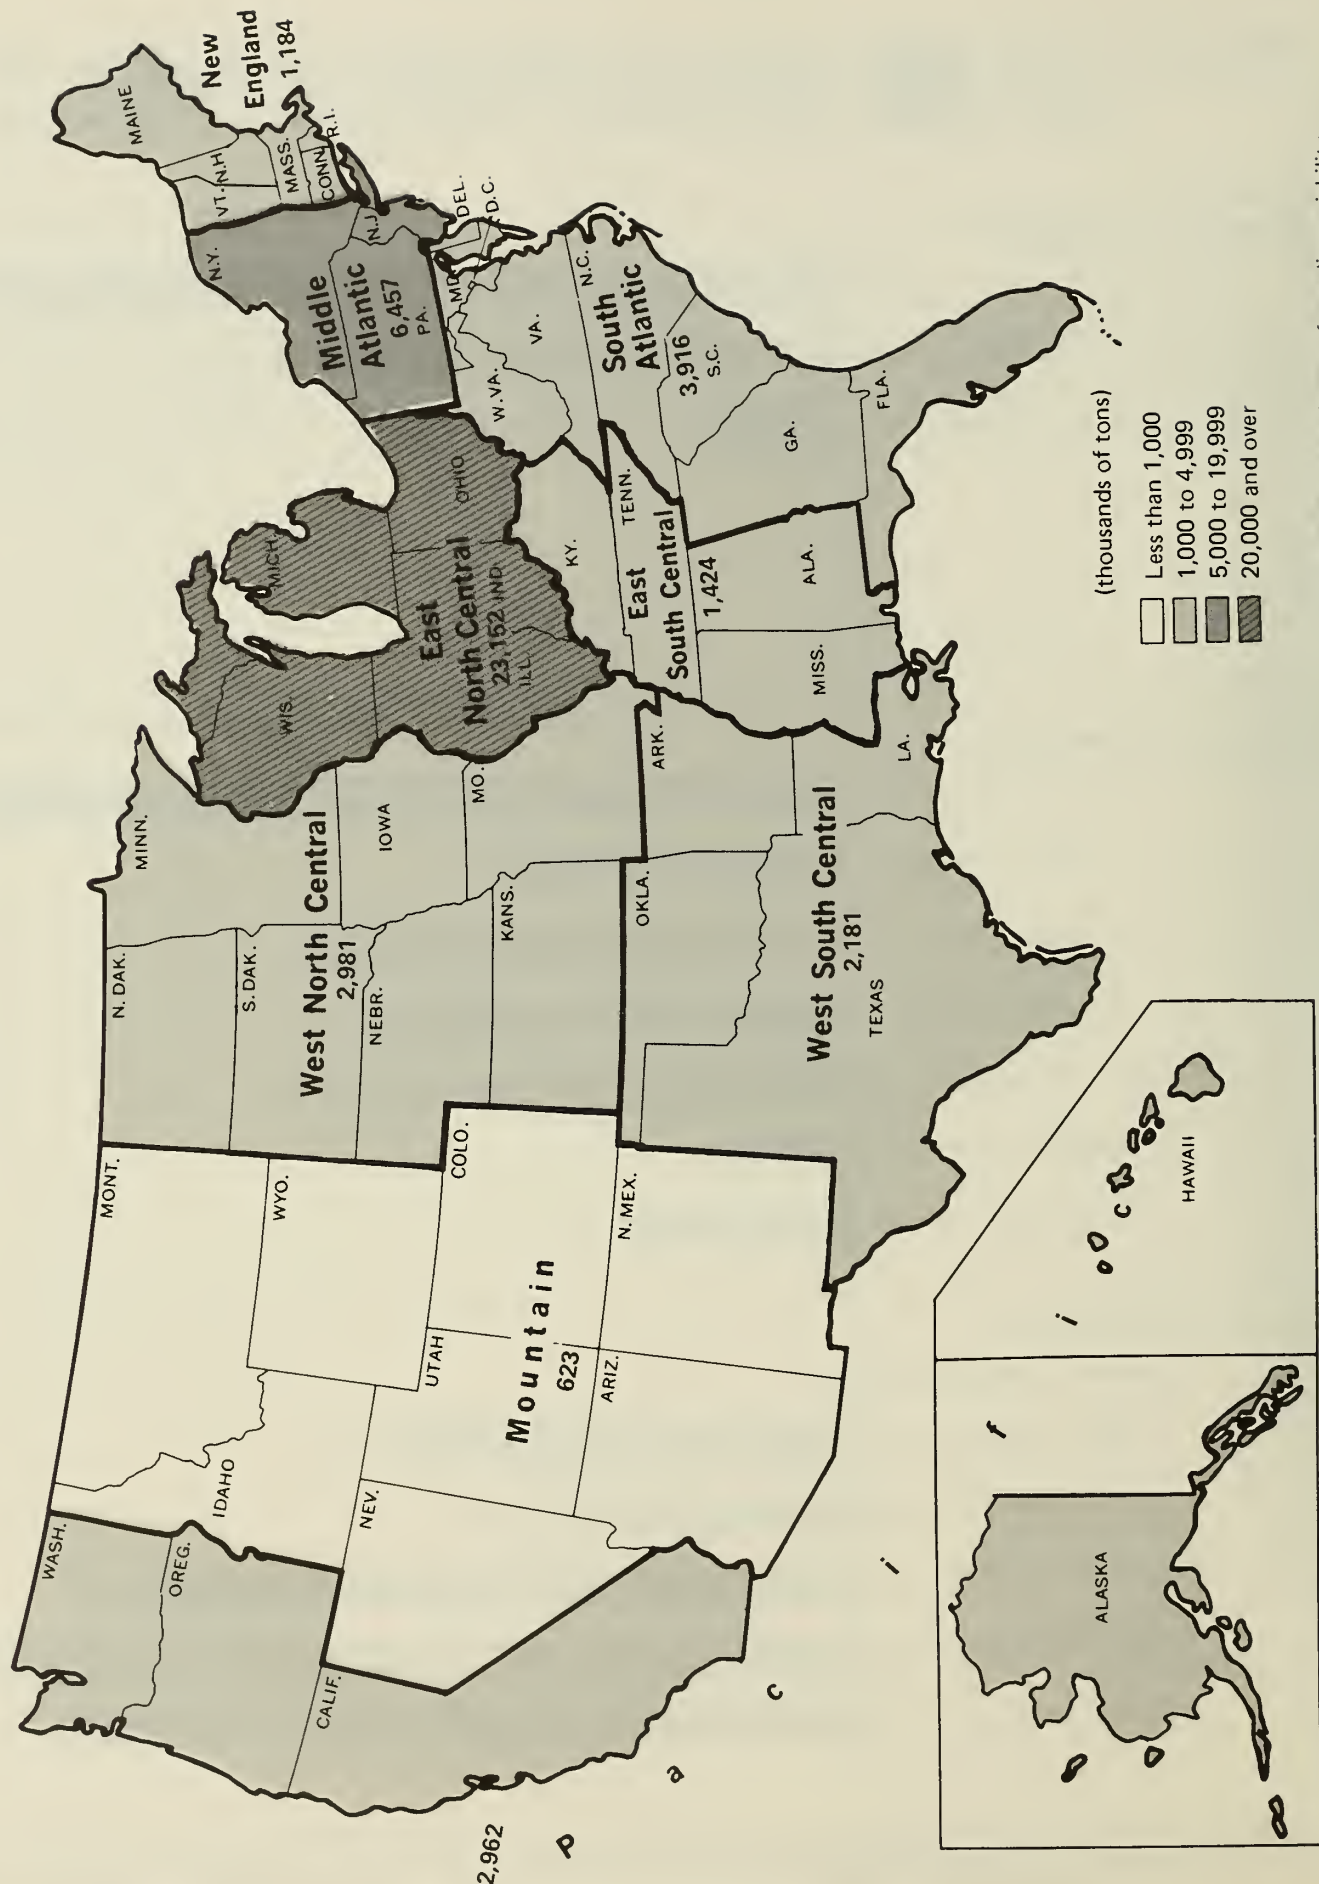 WASH.
OREG.
CALIF.
2,962
P
a
c
i
f
i
c
MONT.
IDAHO
WYO.
NEV.
UTAH
COLO.
ARIZ.
N. MEX.
Mountain
623
N. DAK.
S. DAK.
MINN.
West North Central
2,981
NEBR.
IOWA
KANS.
MO.
OKLA.
ARK.
West South Central
2,181
TEXAS
LA.
WIS.
MICH.
East
North Central
23,152 IND.
ILL.
OHIO
KY.
TENN.
East
South Central
1,424
MISS.
ALA.
N.Y.
Middle
Atlantic
6,457
PA.
N.J.
MAINE
VT.
N.H.
MASS.
CONN.
R.I.
New
England
1,184
DEL.
D.C.
MD.
W.VA.
VA.
N.C.
South
Atlantic
3,916
S.C.
GA.
FLA.
ALASKA
HAWAII
(thousands of tons)
Less than 1,000
1,000 to 4,999
5,000 to 19,999
20,000 and over